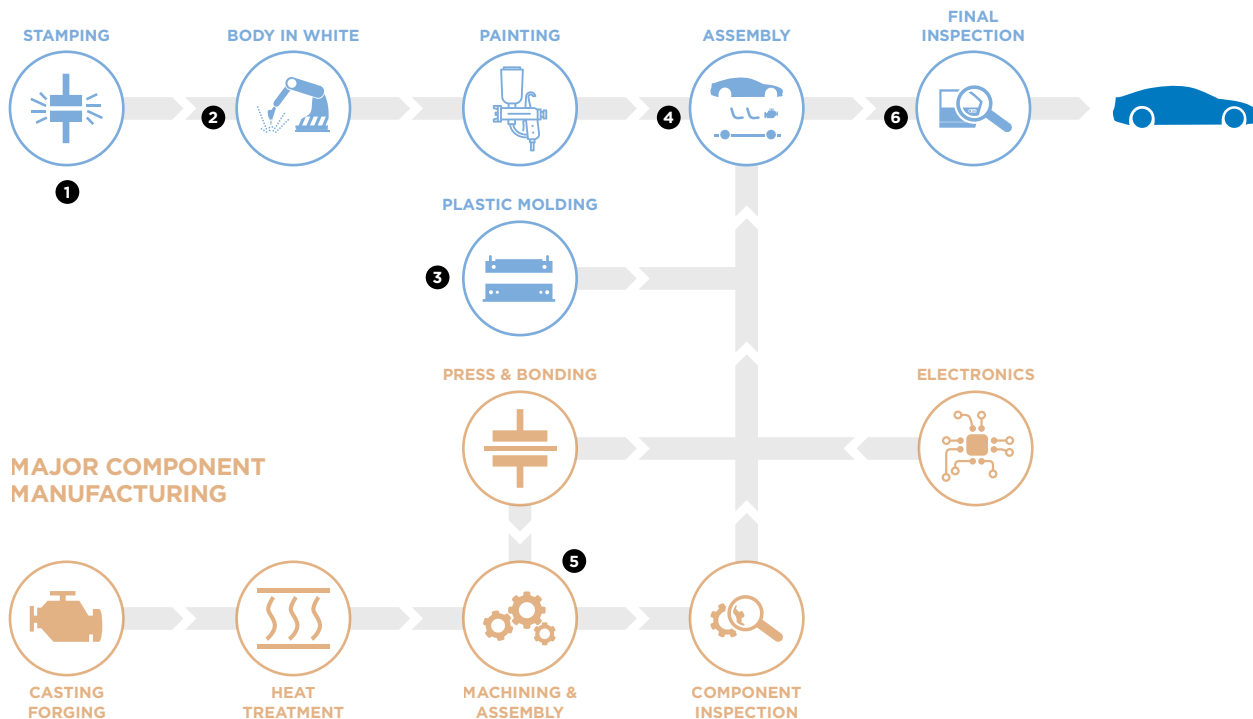 STAMPING
BODY IN WHITE
PAINTING
ASSEMBLY
FINAL
INSPECTION
2
4
6
1
PLASTIC MOLDING
3
PRESS & BONDING
ELECTRONICS
MAJOR COMPONENT
MANUFACTURING
5
CASTING
FORGING
HEAT
TREATMENT
MACHINING &
ASSEMBLY
COMPONENT
INSPECTION